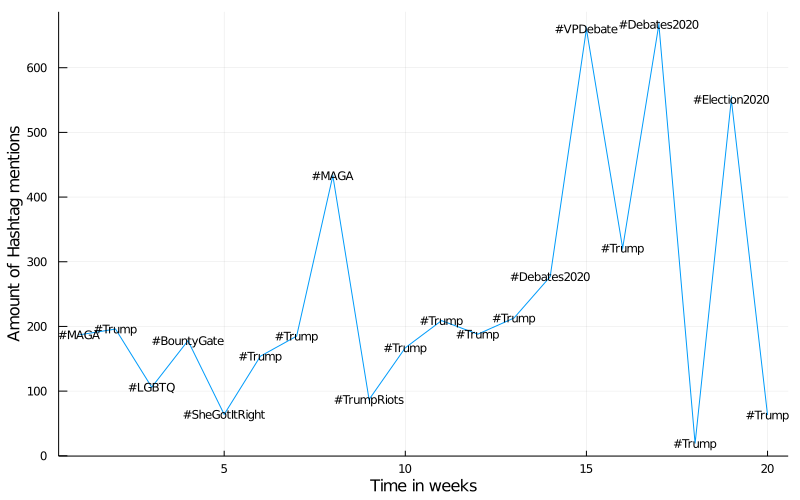 #VPDebate
#Debates2020
600
#Election2020
500
#MAGA
400
#Trump
300
#Debates2020
Amount of Hashtag mentions
200
#MAGA
#Trump
#BountyGate
#Trump
#Trump
#Trump
#Trump
#Trump
#Trump
100
#LGBTQ
#SheGotItRight
#TrumpRiots
#Trump
#Trump
0
5
10
15
20
Time in weeks